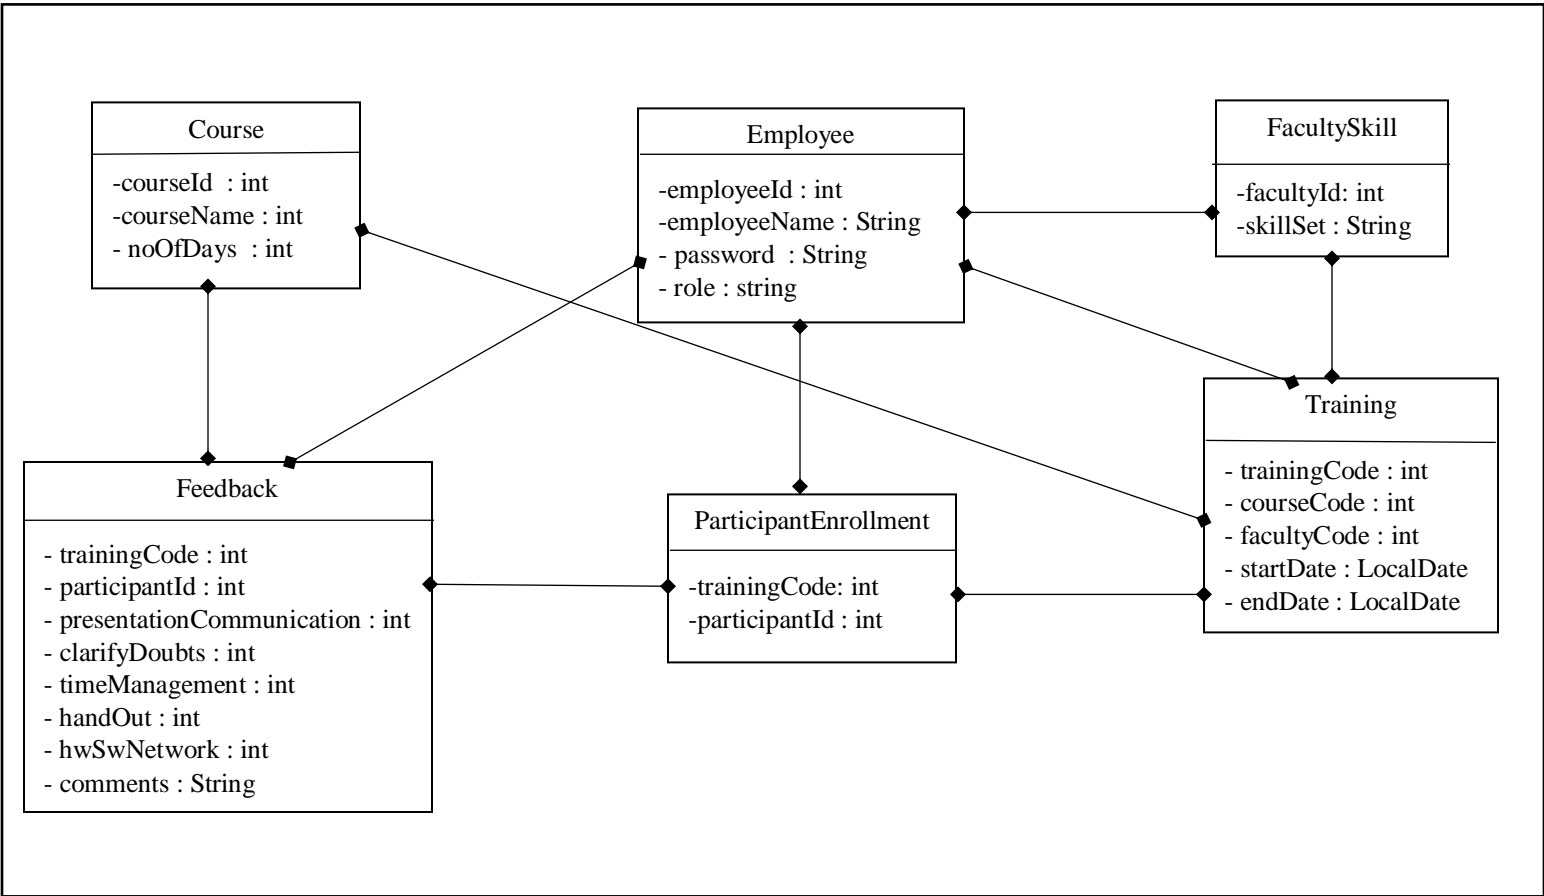 Course
-courseId : int
-courseName : int
- noOfDays : int
Employee
-employeeId : int
-employeeName : String
- password : String
- role : string
FacultySkill
-facultyId: int
-skillSet : String
Feedback
- trainingCode : int
- participantId : int
- presentationCommunication : int
- clarifyDoubts : int
- timeManagement : int
- handOut : int
- hwSwNetwork : int
- comments : String
ParticipantEnrollment
-trainingCode: int
-participantId : int
Training
- trainingCode : int
- courseCode : int
- facultyCode : int
- startDate : LocalDate
- endDate : LocalDate